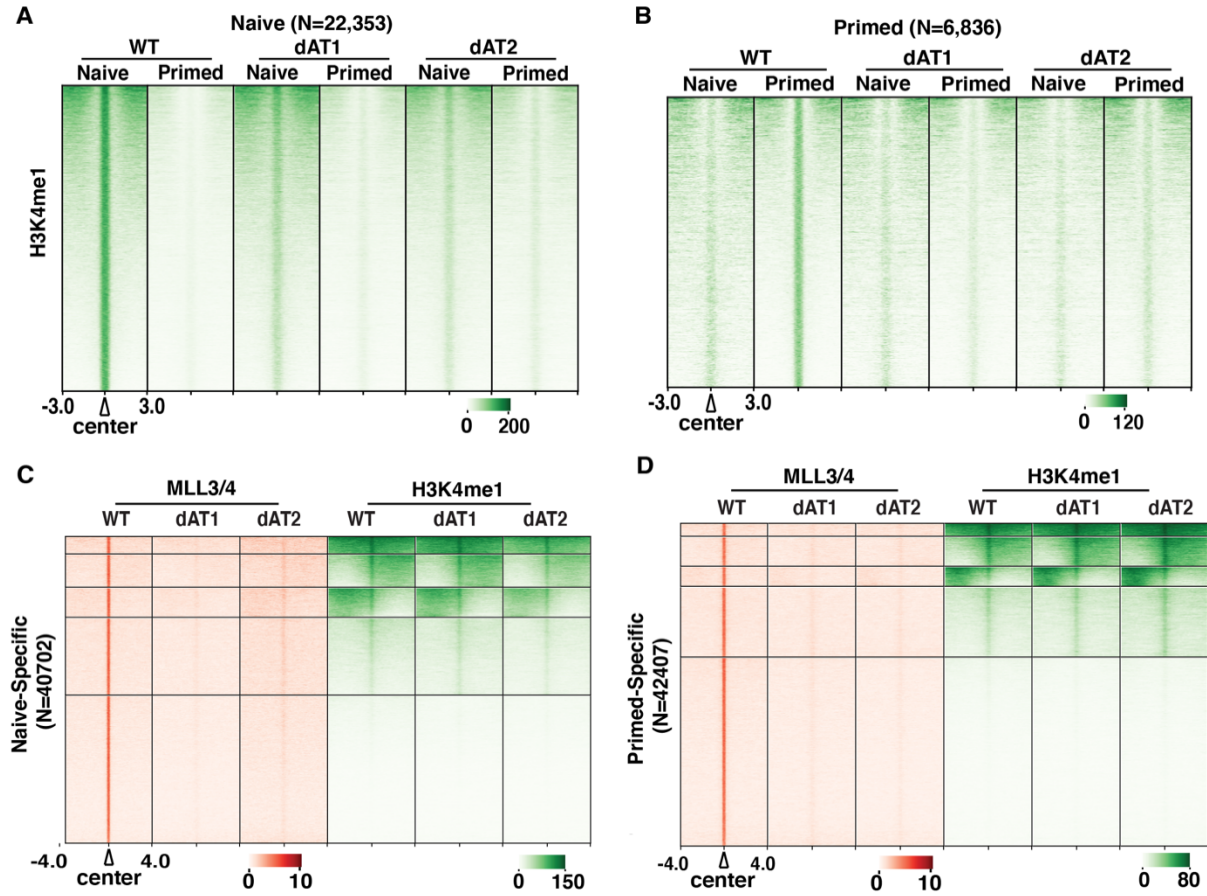 A
Naive (N=22,353)
WT dAT1 dAT2
Naive Primed Naive Primed Naive Primed
H3K4me1
-3.0 3.0
center
0 200
B
Primed (N=6,836)
WT dAT1 dAT2
Naive Primed Naive Primed Naive Primed
-3.0 3.0
center
0 120
C
MLL3/4 H3K4me1
WT dAT1 dAT2 WT dAT1 dAT2
Naive-Specific
(N=40702)
-4.0 4.0
center
0 10
0 150
D
MLL3/4 H3K4me1
WT dAT1 dAT2 WT dAT1 dAT2
Primed-Specific
(N=42407)
-4.0 4.0
center
0 10
0 80